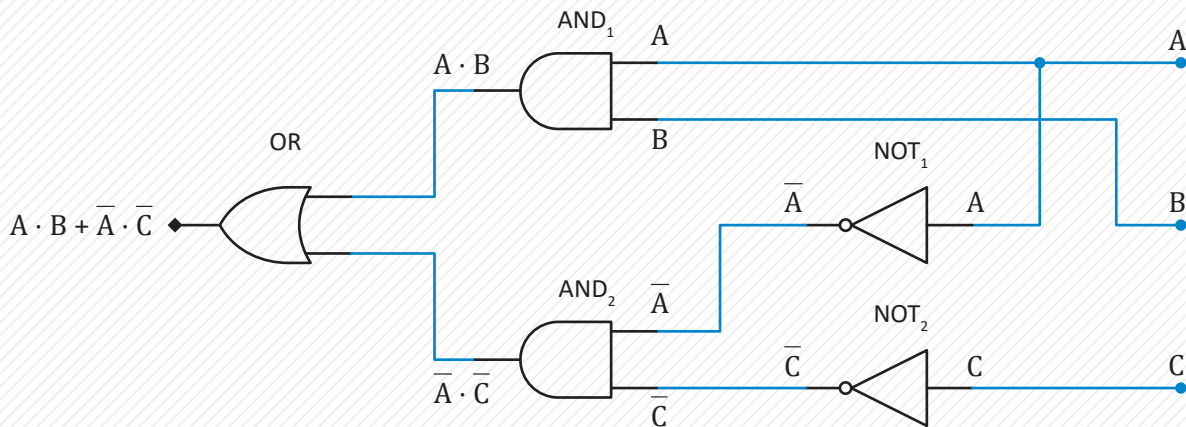 AND₁
A
A
A · B
B
OR
NOT₁
A̅
A
B
A · B + A̅ · C̅
AND₂
A̅
NOT₂
C̅
C
C
A̅ · C̅
C̅